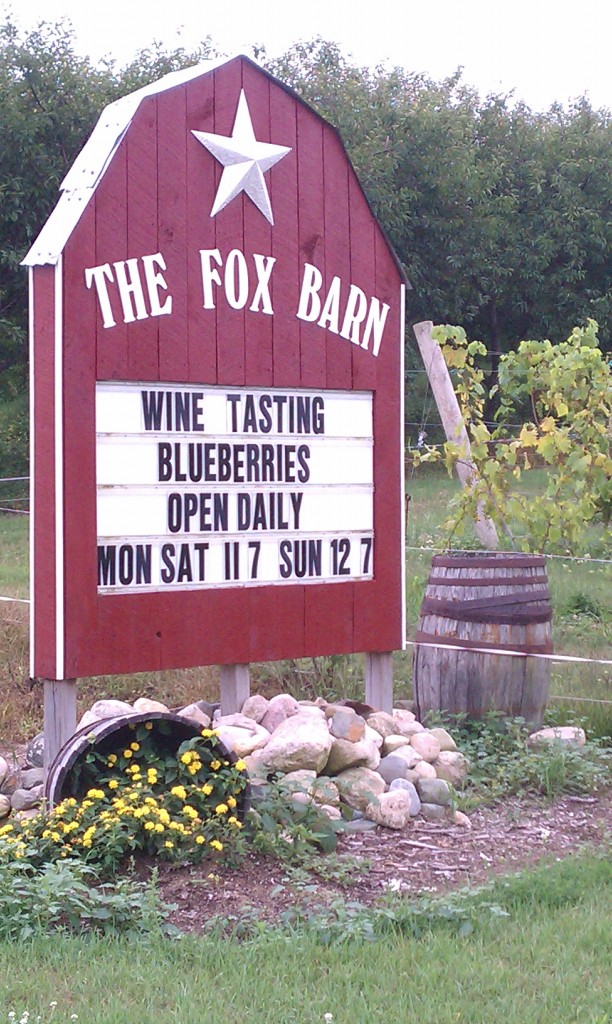 THE FOX BARN
WINE TASTING
BLUEBERRIES
OPEN DAILY
MON SAT 11 7 SUN 12 7